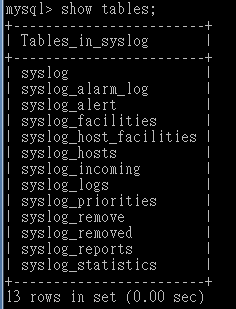 mysql> show tables;
+------------------------+
| Tables_in_syslog       |
+------------------------+
| syslog                 |
| syslog_alarm_log       |
| syslog_alert           |
| syslog_facilities      |
| syslog_host_facilities |
| syslog_hosts           |
| syslog_incoming        |
| syslog_logs            |
| syslog_priorities      |
| syslog_remove          |
| syslog_removed         |
| syslog_reports         |
| syslog_statistics      |
+------------------------+
13 rows in set (0.00 sec)